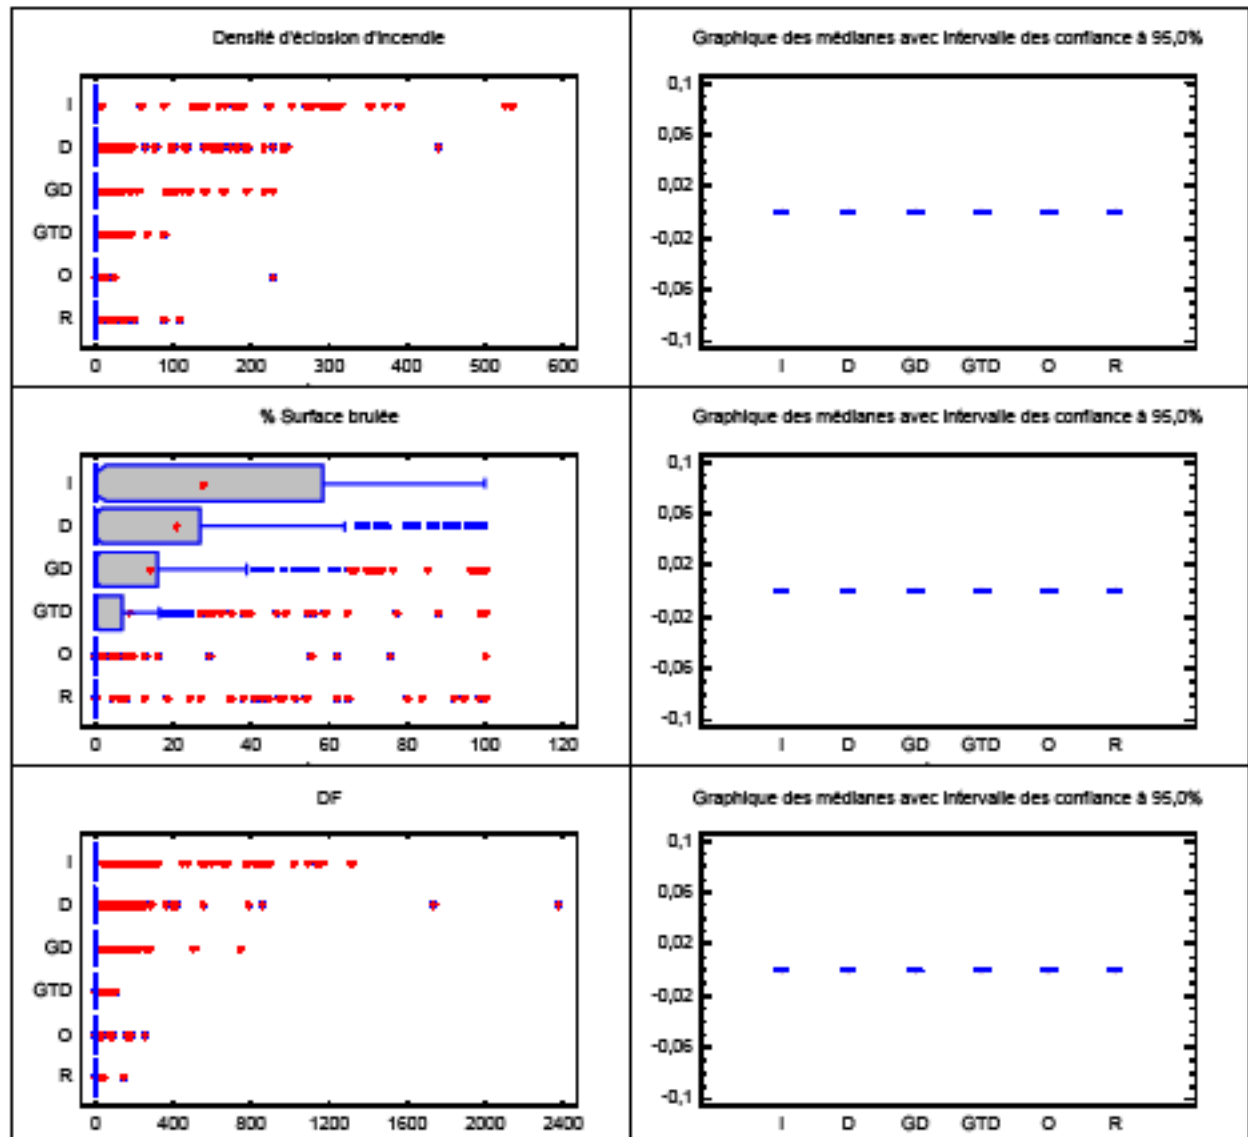 Densité d'éclosion d'incendie
I
D
GD
GTD
O
R
0 100 200 300 400 500 600
Graphique des médianes avec intervalle des confiance à 95,0%
0,1
0,06
0,02
-0,02
-0,06
-0,1
I D GD GTD O R
% Surface brulée
I
D
GD
GTD
O
R
0 20 40 60 80 100 120
Graphique des médianes avec intervalle des confiance à 95,0%
0,1
0,06
0,02
-0,02
-0,06
-0,1
I D GD GTD O R
DF
I
D
GD
GTD
O
R
0 400 800 1200 1600 2000 2400
Graphique des médianes avec intervalle des confiance à 95,0%
0,1
0,06
0,02
-0,02
-0,06
-0,1
I D GD GTD O R